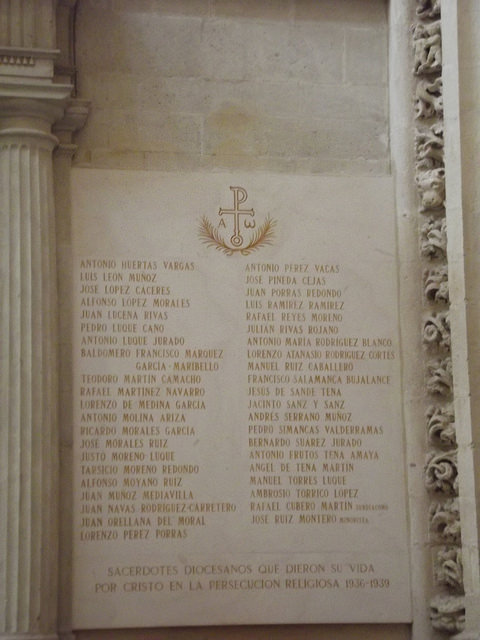 A ω
ANTONIO HUERTAS VARGAS
LUIS LEON MUÑOZ
JOSE LOPEZ CACERES
ALFONSO LOPEZ MORALES
JUAN LUCENA RIVAS
PEDRO LUQUE CANO
ANTONIO LUQUE JURADO
BALDOMERO FRANCISCO MARQUEZ
GARCIA-MARIBELLO
TEODORO MARTIN CAMACHO
RAFAEL MARTINEZ NAVARRO
LORENZO DE MEDINA GARCIA
ANTONIO MOLINA ARIZA
RICARDO MORALES GARCIA
JOSE MORALES RUIZ
JUSTO MORENO LUQUE
TARSICIO MORENO REDONDO
ALFONSO MOYANO RUIZ
JUAN MUÑOZ MEDIAVILLA
JUAN NAVAS RODRIGUEZ-CARRETERO
JUAN ORELLANA DEL MORAL
LORENZO PEREZ PORRAS
ANTONIO PEREZ VACAS
JOSE PINEDA CEJAS
JUAN PORRAS REDONDO
LUIS RAMIREZ RAMIREZ
RAFAEL REYES MORENO
JULIAN RIVAS ROJANO
ANTONIO MARIA RODRIGUEZ BLANCO
LORENZO ATANASIO RODRIGUEZ CORTES
MANUEL RUIZ CABALLERO
FRANCISCO SALAMANCA BUJALANCE
JESUS DE SANDE TENA
JACINTO SANZ Y SANZ
ANDRES SERRANO MUÑOZ
PEDRO SIMANCAS VALDERRAMAS
BERNARDO SUAREZ JURADO
ANTONIO FRUTOS TENA AMAYA
ANGEL DE TENA MARTIN
MANUEL TORRES LUQUE
AMBROSIO TORRICO LOPEZ
RAFAEL CUBERO MARTIN SUBDIACONO
JOSE RUIZ MONTERO MINORISTA
SACERDOTES DIOCESANOS QUE DIERON SU VIDA
POR CRISTO EN LA PERSECUCION RELIGIOSA 1936-1939